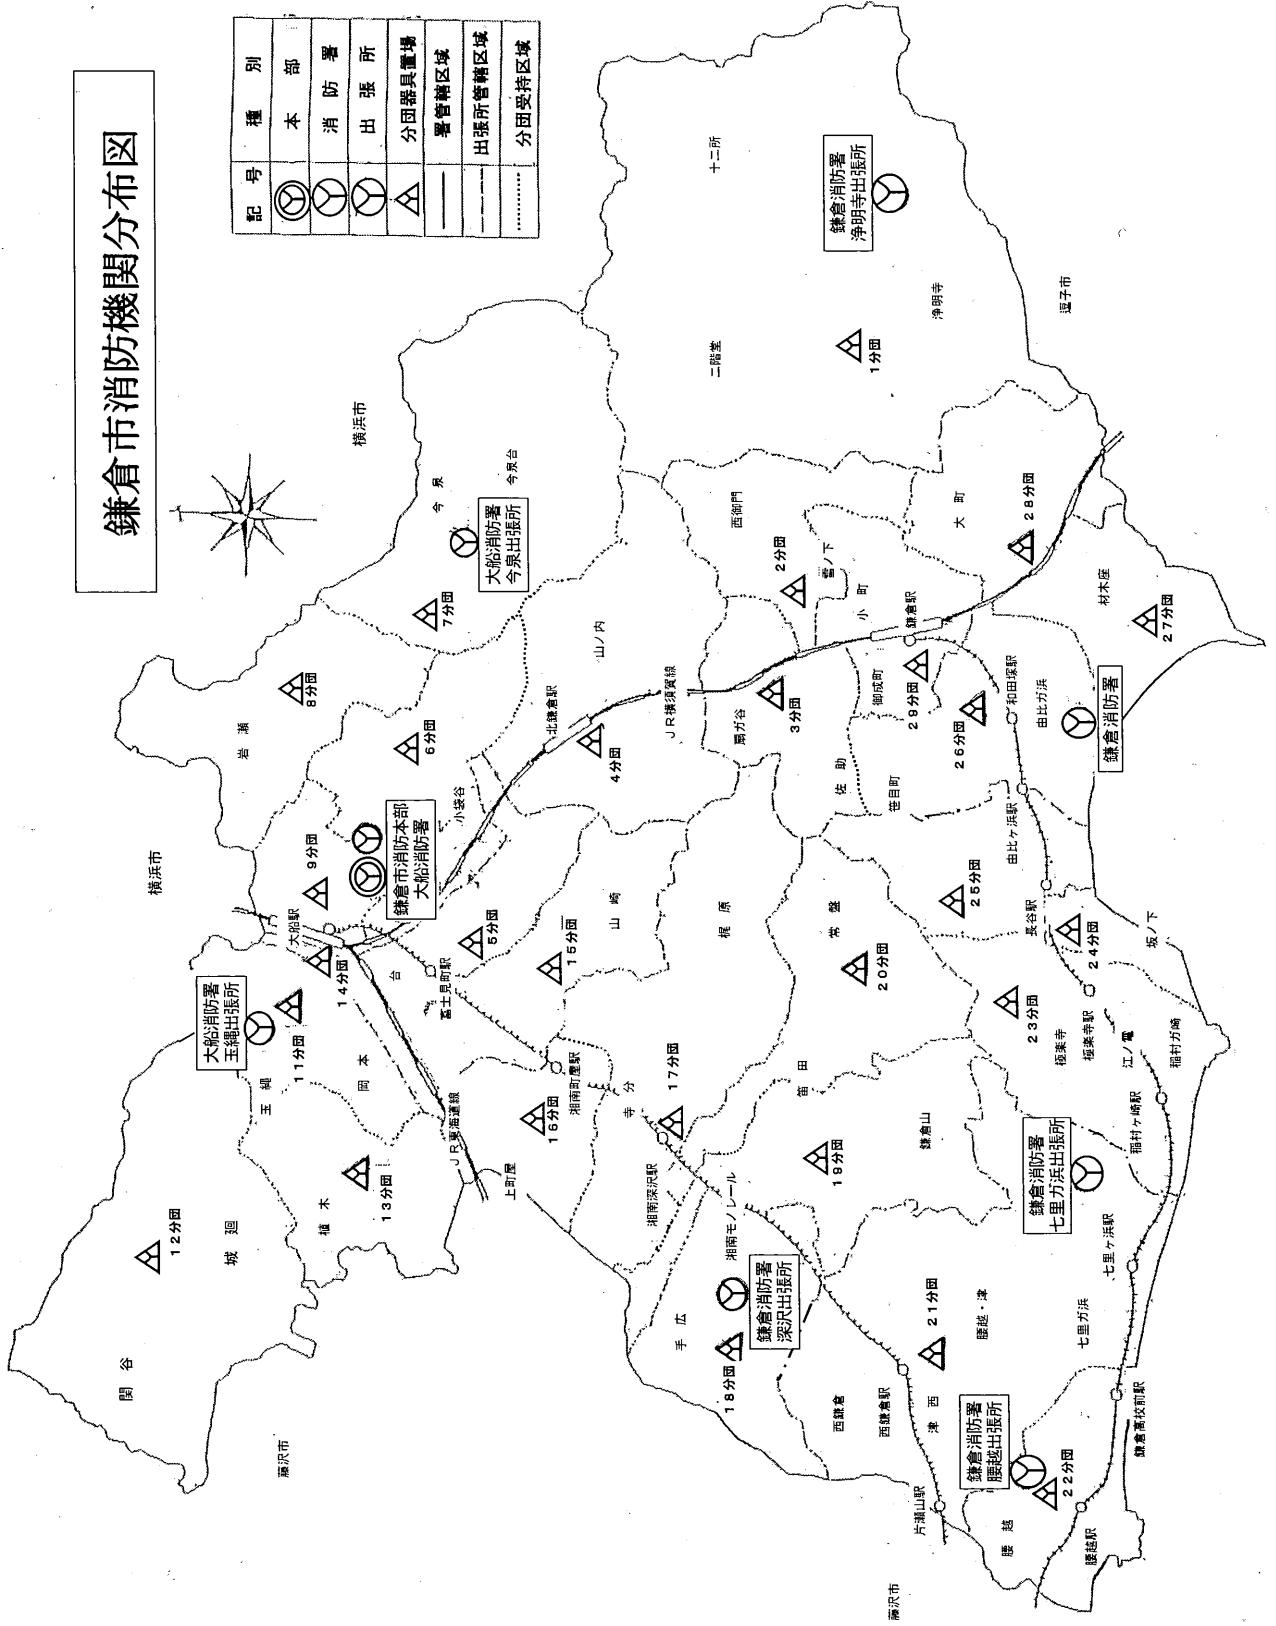 鎌倉市消防機関分布図
記 号 種 別
本 部
消 防 署
出 張 所
分団器具置場
署管轄区域
出張所管轄区域
分団受持区域
横浜市
横浜市
藤沢市
藤沢市
逗子市
関 谷
12分団
城 廻
植 木
13分団
玉 縄
大船消防署
玉縄出張所
11分団
岡 本
14分団
大船駅
9分団
岩 瀬
8分団
鎌倉市消防本部
大船消防署
6分団
7分団
今 泉
今泉台
大船消防署
今泉出張所
小袋谷
台
富士見町駅
5分団
北鎌倉駅
山ノ内
4分団
JR横須賀線
JR東海道線
上町屋
16分団
湘南町屋駅
15分団
山 崎
寺 分
17分団
湘南深沢駅
湘南モノレール
梶 原
手 広
18分団
鎌倉消防署
深沢出張所
笛 田
19分団
常 盤
20分団
鎌倉山
西鎌倉
西鎌倉駅
津 西
21分団
腰越・津
片瀬山駅
腰 越
鎌倉消防署
腰越出張所
22分団
腰越駅
鎌倉高校前駅
七里ガ浜
七里ヶ浜駅
鎌倉消防署
七里ガ浜出張所
稲村ヶ崎駅
稲村ガ崎
江ノ電
極楽寺
極楽寺駅
23分団
24分団
坂ノ下
長谷駅
25分団
由比ヶ浜駅
笹目町
佐 助
扇ガ谷
3分団
御成町
29分団
26分団
和田塚駅
由比ガ浜
鎌倉消防署
鎌倉駅
小 町
雪ノ下
2分団
西御門
二階堂
十二所
1分団
浄明寺
鎌倉消防署
浄明寺出張所
大 町
28分団
材木座
27分団